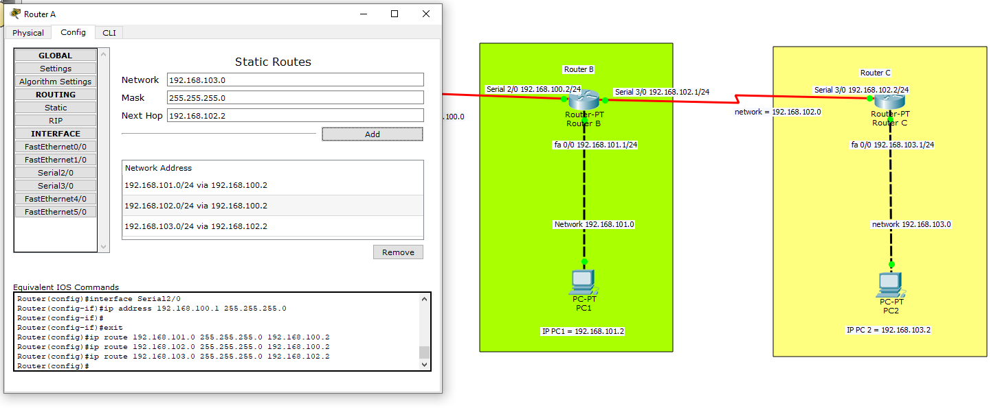 Router A
Physical Config CLI
GLOBAL
Settings
Algorithm Settings
ROUTING
Static
RIP
INTERFACE
FastEthernet0/0
FastEthernet1/0
Serial2/0
Serial3/0
FastEthernet4/0
FastEthernet5/0
Static Routes
Network 192.168.103.0
Mask 255.255.255.0
Next Hop 192.168.102.2
Add
Network Address
192.168.101.0/24 via 192.168.100.2
192.168.102.0/24 via 192.168.100.2
192.168.103.0/24 via 192.168.102.2
Remove
Equivalent IOS Commands
Router(config)#interface Serial2/0
Router(config-if)#ip address 192.168.100.1 255.255.255.0
Router(config-if)#
Router(config-if)#exit
Router(config)#ip route 192.168.101.0 255.255.255.0 192.168.100.2
Router(config)#ip route 192.168.102.0 255.255.255.0 192.168.100.2
Router(config)#ip route 192.168.103.0 255.255.255.0 192.168.102.2
Router(config)#
.100.0
Router B
Serial 2/0 192.168.100.2/24
Serial 3/0 192.168.102.1/24
Router-PT
Router B
fa 0/0 192.168.101.1/24
Network 192.168.101.0
PC-PT
PC1
IP PC1 = 192.168.101.2
network = 192.168.102.0
Router C
Serial 3/0 192.168.102.2/24
Router-PT
Router C
fa 0/0 192.168.103.1/24
network 192.168.103.0
PC-PT
PC2
IP PC 2 = 192.168.103.2